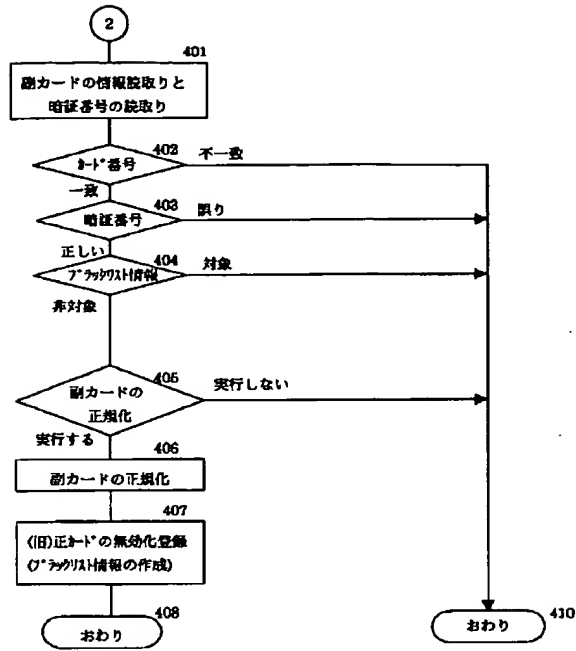 2
401
副カードの情報読取りと
暗証番号の読取り
402
カード番号
不一致
一致
403
暗証番号
誤り
正しい
404
ブラックリスト情報
対象
非対象
405
副カードの
正規化
実行しない
実行する
406
副カードの正規化
407
(旧)正カードの無効化登録
(ブラックリスト情報の作成)
408
おわり
410
おわり